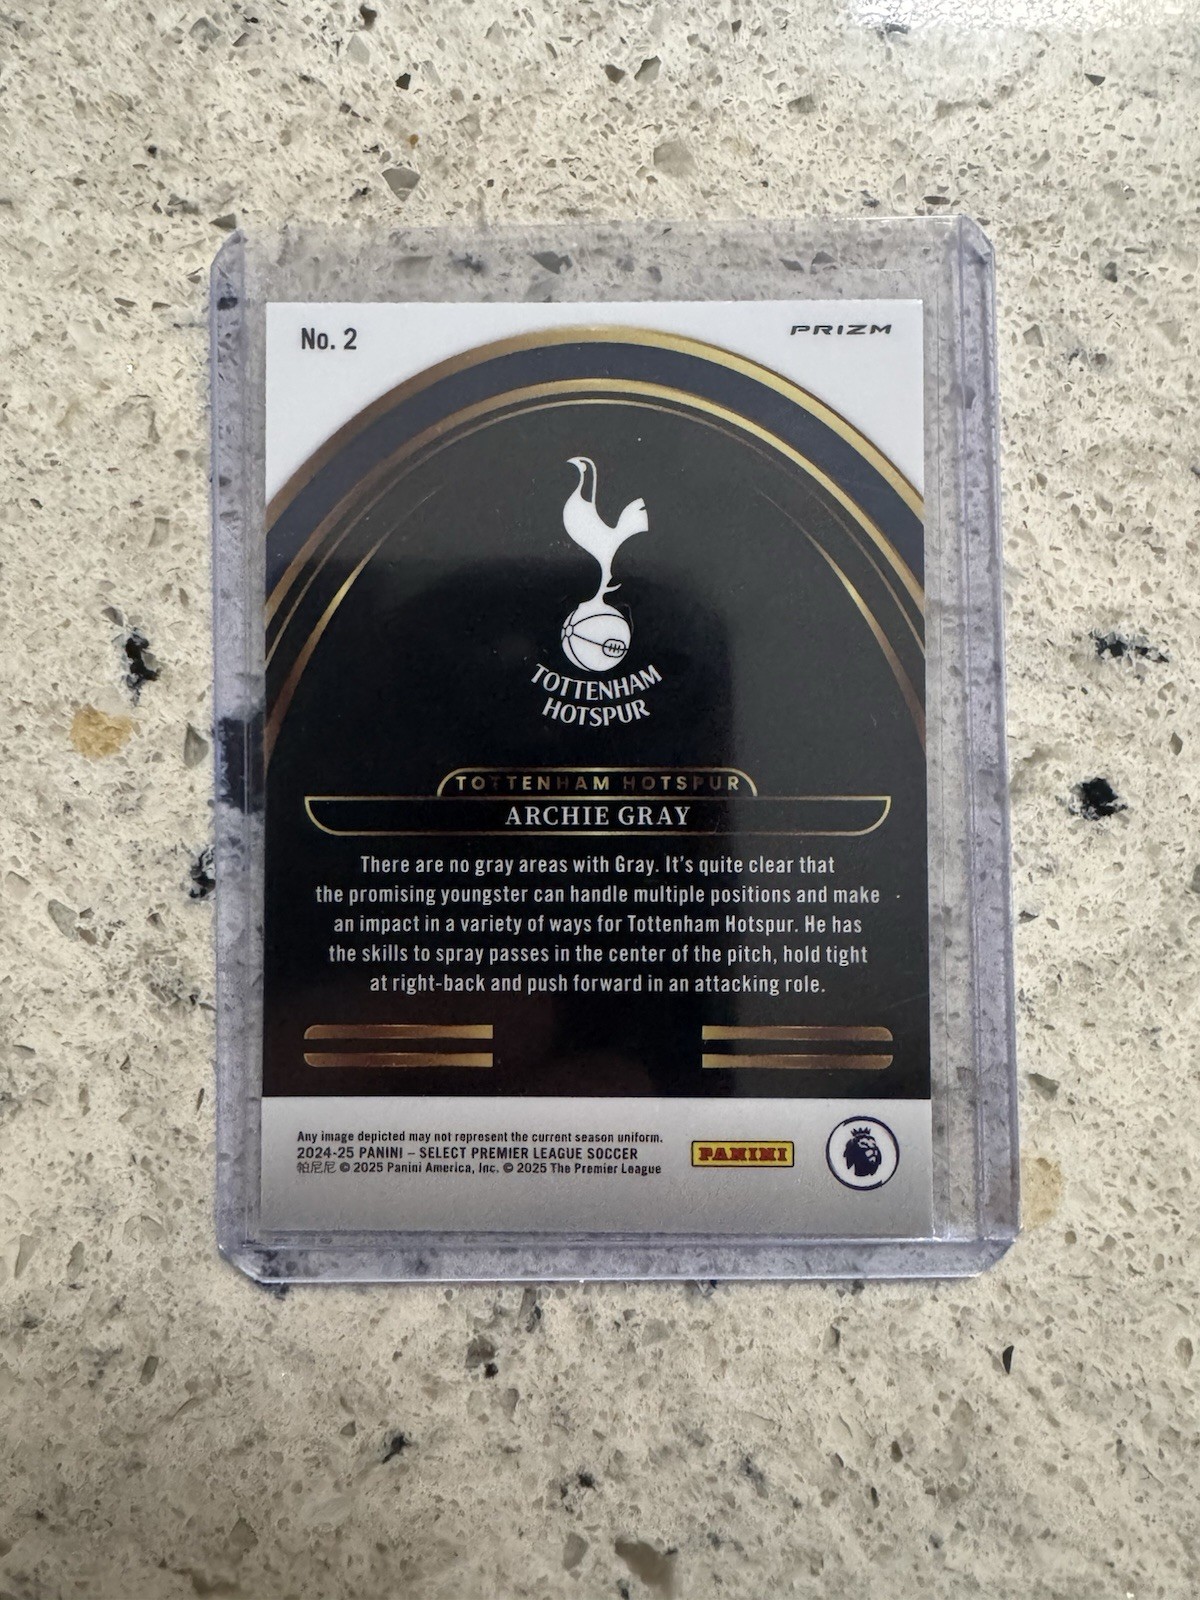 No. 2
PRIZM
TOTTENHAM
HOTSPUR
TOTTENHAM HOTSPUR
ARCHIE GRAY
There are no gray areas with Gray. It's quite clear that
the promising youngster can handle multiple positions and make
an impact in a variety of ways for Tottenham Hotspur. He has
the skills to spray passes in the center of the pitch, hold tight
at right-back and push forward in an attacking role.
Any image depicted may not represent the current season uniform.
2024-25 PANINI – SELECT PREMIER LEAGUE SOCCER
帕尼尼 © 2025 Panini America, Inc. © 2025 The Premier League
PANINI